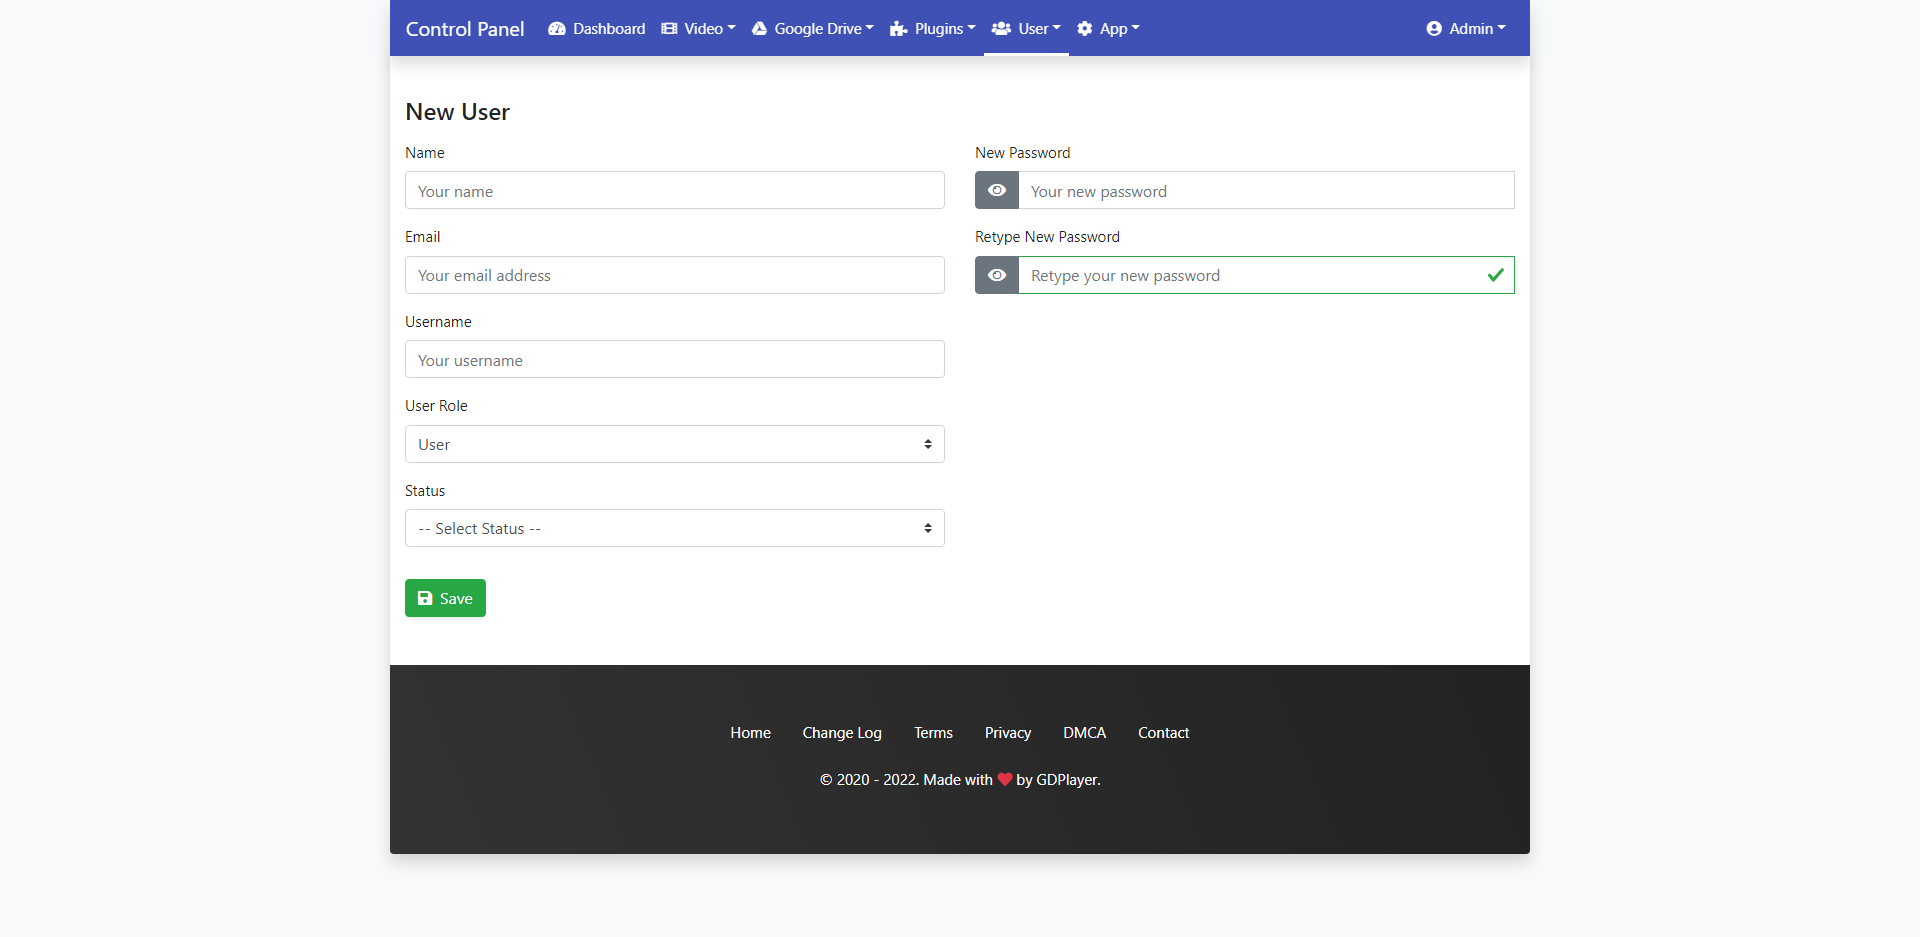 Control Panel Dashboard Video Google Drive Plugins User App Admin
New User
Name
Your name
Email
Your email address
Username
Your username
User Role
User
Status
-- Select Status --
New Password
Your new password
Retype New Password
Retype your new password
Save
Home Change Log Terms Privacy DMCA Contact
© 2020 - 2022. Made with ❤ by GDPlayer.